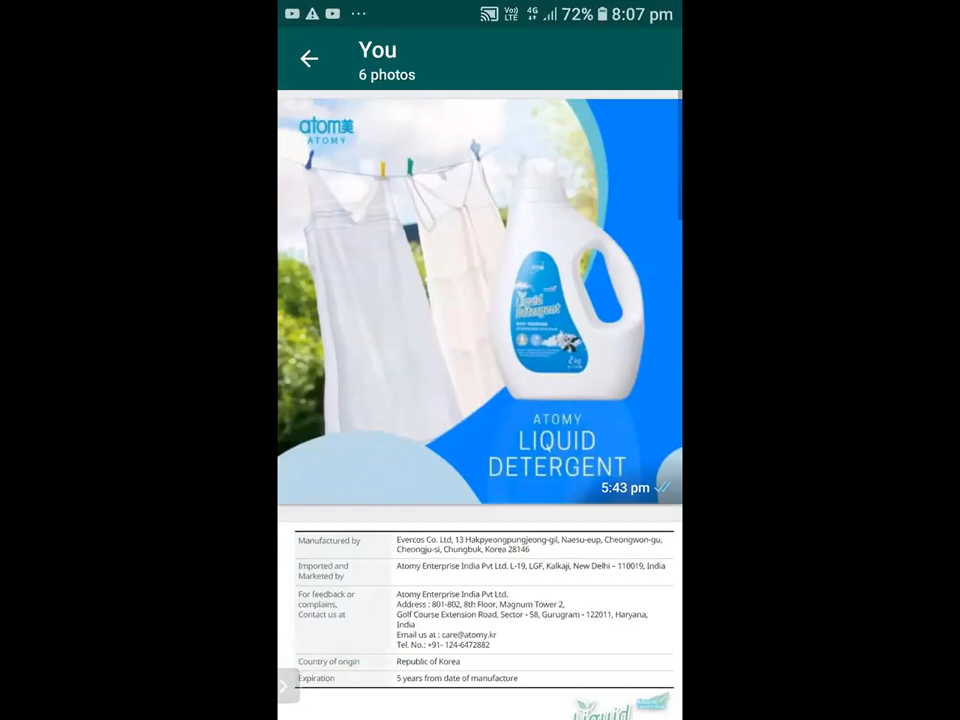 72% 8:07 pm
You
6 photos
atom美
ATOMY
Liquid
Detergent
2kg
ATOMY
LIQUID
DETERGENT
5:43 pm
Manufactured by
Evercos Co. Ltd, 13 Hakpyeongpungjeong-gil, Naesu-eup, Cheongwon-gu,
Cheongju-si, Chungbuk, Korea 28146
Imported and
Marketed by
Atomy Enterprise India Pvt Ltd. L-19, LGF, Kalkaji, New Delhi – 110019, India
For feedback or
complains,
Contact us at
Atomy Enterprise India Pvt Ltd.
Address : 801-802, 8th Floor, Magnum Tower 2,
Golf Course Extension Road, Sector - 58, Gurugram - 122011, Haryana,
India
Email us at : care@atomy.kr
Tel. No.: +91- 124-6472882
Country of origin
Republic of Korea
Expiration
5 years from date of manufacture
Liquid